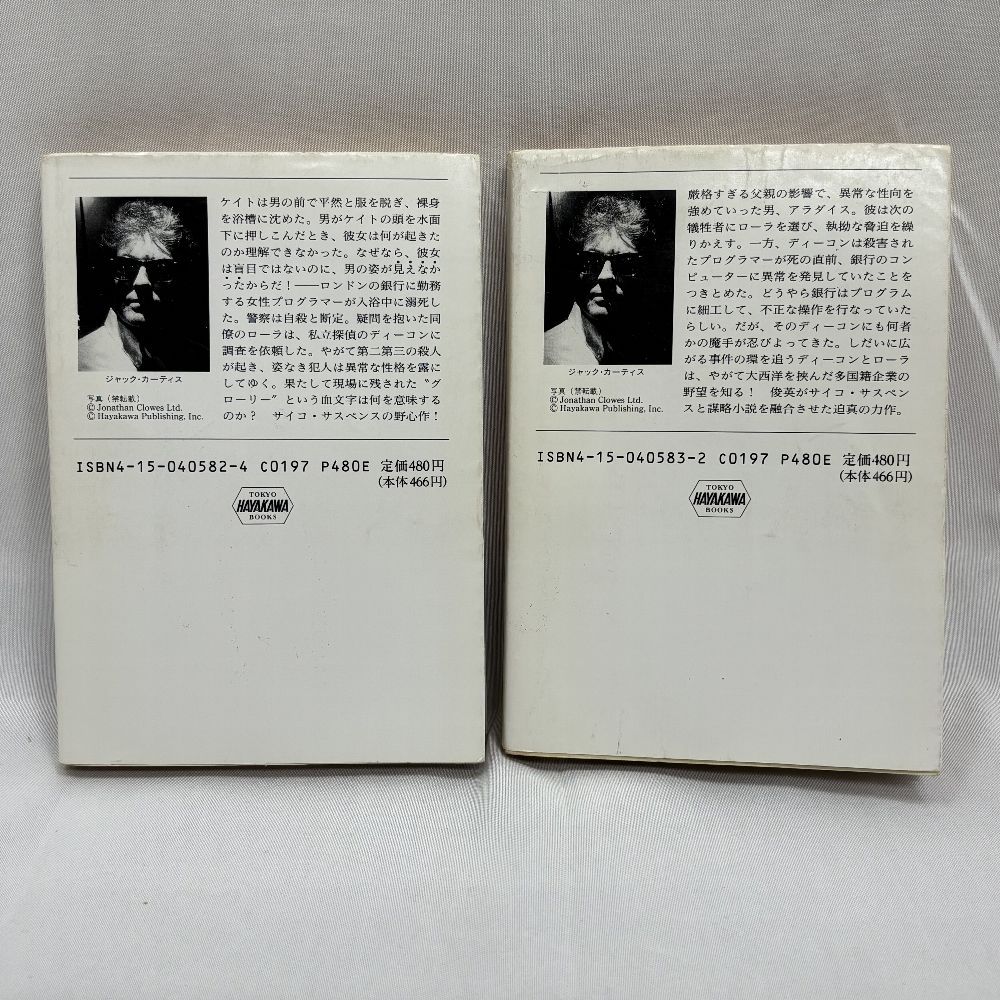 ケイトは男の前で平然と服を脱ぎ、裸身
を浴槽に沈めた。男がケイトの頭を水面
下に押しこんだとき、彼女は何が起きた
のか理解できなかった。なぜなら、彼女
は盲目ではないのに、男の姿が見えなか
ったからだ！――ロンドンの銀行に勤務
する女性プログラマーが入浴中に溺死し
た。警察は自殺と断定。疑問を抱いた同
僚のローラは、私立探偵のディーコンに
調査を依頼した。やがて第二第三の殺人
が起き、姿なき犯人は異常な性格を露に
してゆく。果たして現場に残された〝グ
ローリー〟という血文字は何を意味する
のか？　サイコ・サスペンスの野心作！
ジャック・カーティス
写真（禁転載）
© Jonathan Clowes Ltd.
© Hayakawa Publishing, Inc.
ISBN4-15-040582-4 C0197 P480E 定価480円
(本体466円)
TOKYO
HAYAKAWA
BOOKS
厳格すぎる父親の影響で、異常な性向を
強めていった男、アラダイス。彼は次の
犠牲者にローラを選び、執拗な脅迫を繰
りかえす。一方、ディーコンは殺害され
たプログラマーが死の直前、銀行のコン
ピューターに異常を発見していたことを
つきとめた。どうやら銀行はプログラム
に細工して、不正な操作を行なっていた
らしい。だが、そのディーコンにも何者
かの魔手が忍びよってきた。しだいに広
がる事件の環を追うディーコンとローラ
は、やがて大西洋を挟んだ多国籍企業の
野望を知る！　俊英がサイコ・サスペン
スと謀略小説を融合させた迫真の力作。
ジャック・カーティス
写真（禁転載）
© Jonathan Clowes Ltd.
© Hayakawa Publishing, Inc.
ISBN4-15-040583-2 C0197 P480E 定価480円
(本体466円)
TOKYO
HAYAKAWA
BOOKS